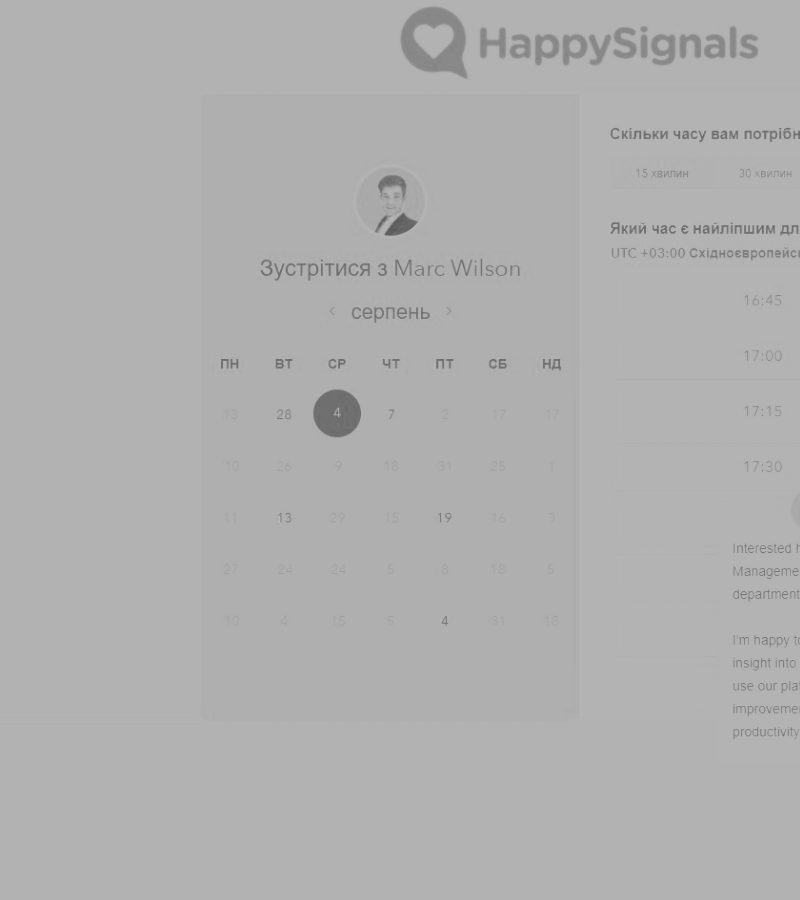 HappySignals
Зустрітися з Marc Wilson
‹ серпень ›
ПН ВТ СР ЧТ ПТ СБ НД
13 28 4 7 2 17 17
10 26 9 18 31 25 1
11 13 29 15 19 16 3
27 24 24 5 8 18 5
10 4 15 5 4 31 18
Скільки часу вам потрібн
15 хвилин 30 хвилин
Який час є найліпшим дл
UTC +03:00 Східноєвропейсь
16:45
17:00
17:15
17:30
Interested h
Manageme
department
I'm happy to
insight into
use our plat
improvemen
productivity